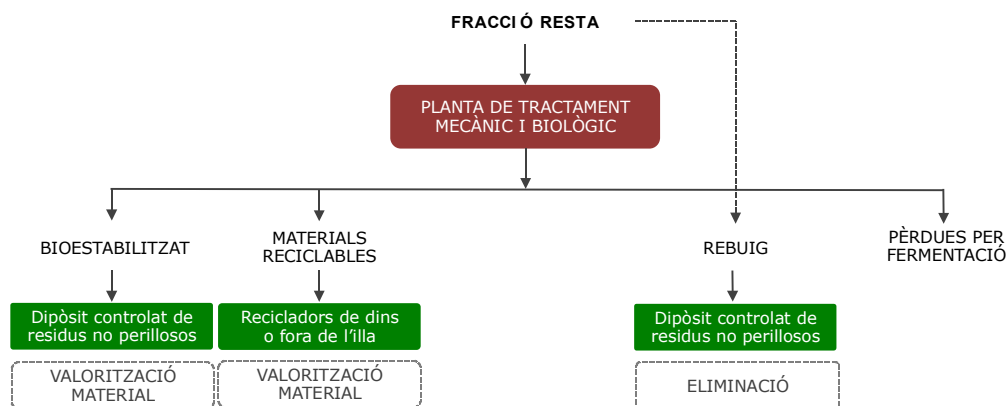 FRACCIÓ RESTA
PLANTA DE TRACTAMENT
MECÀNIC I BIOLÒGIC
BIOESTABILITZAT
MATERIALS
RECICLABLES
REBUIG
PÈRDUES PER
FERMENTACIÓ
Dipòsit controlat de
residus no perillosos
Recicladors de dins
o fora de l'illa
Dipòsit controlat de
residus no perillosos
VALORITZACIÓ
MATERIAL
VALORITZACIÓ
MATERIAL
ELIMINACIÓ